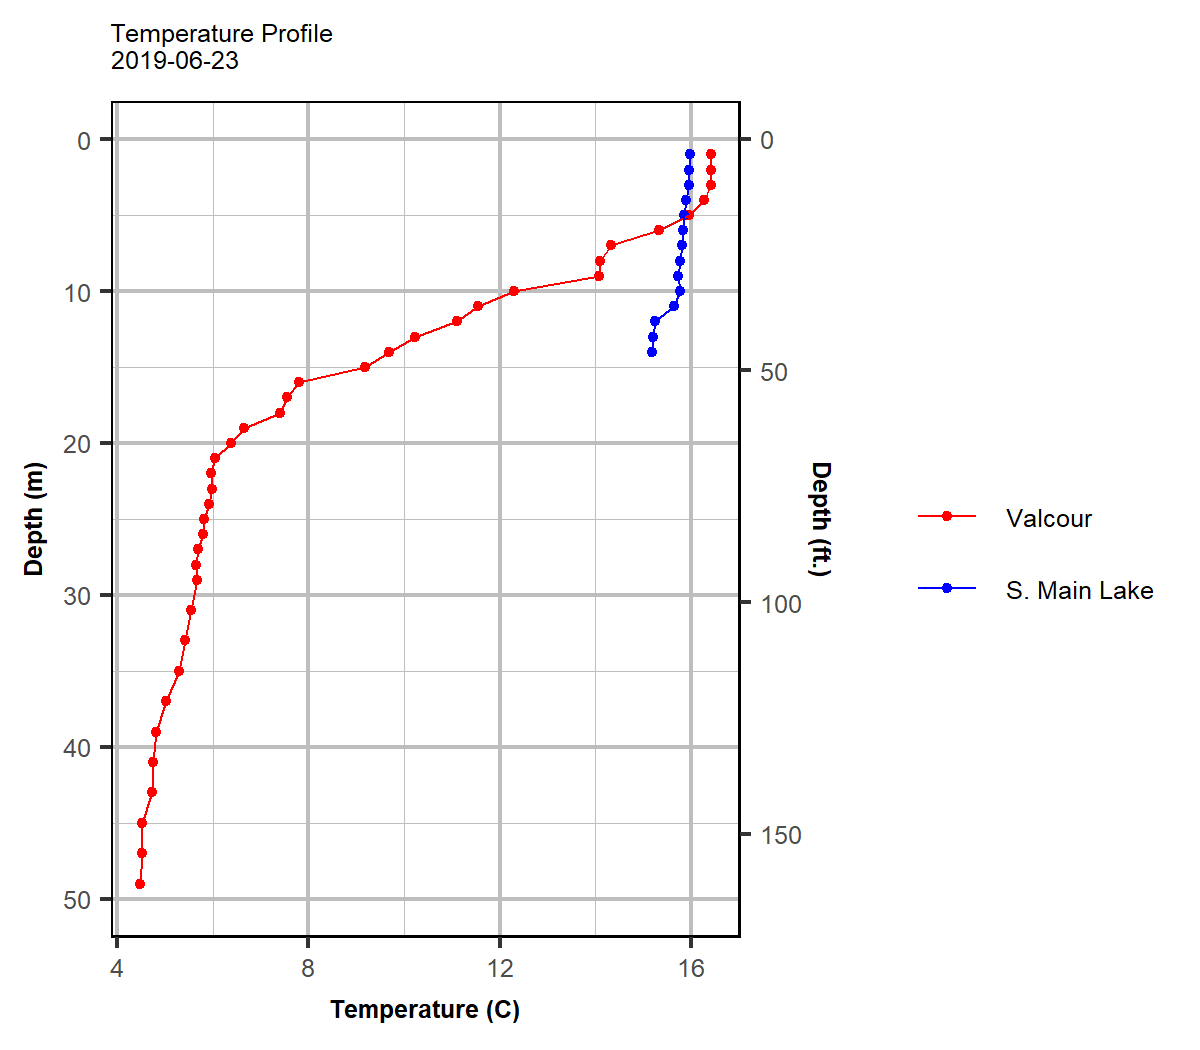 Temperature Profile
2019-06-23
0
10
20
30
40
50
Depth (m)
0
50
100
150
Depth (ft.)
4 8 12 16
Temperature (C)
Valcour
S. Main Lake